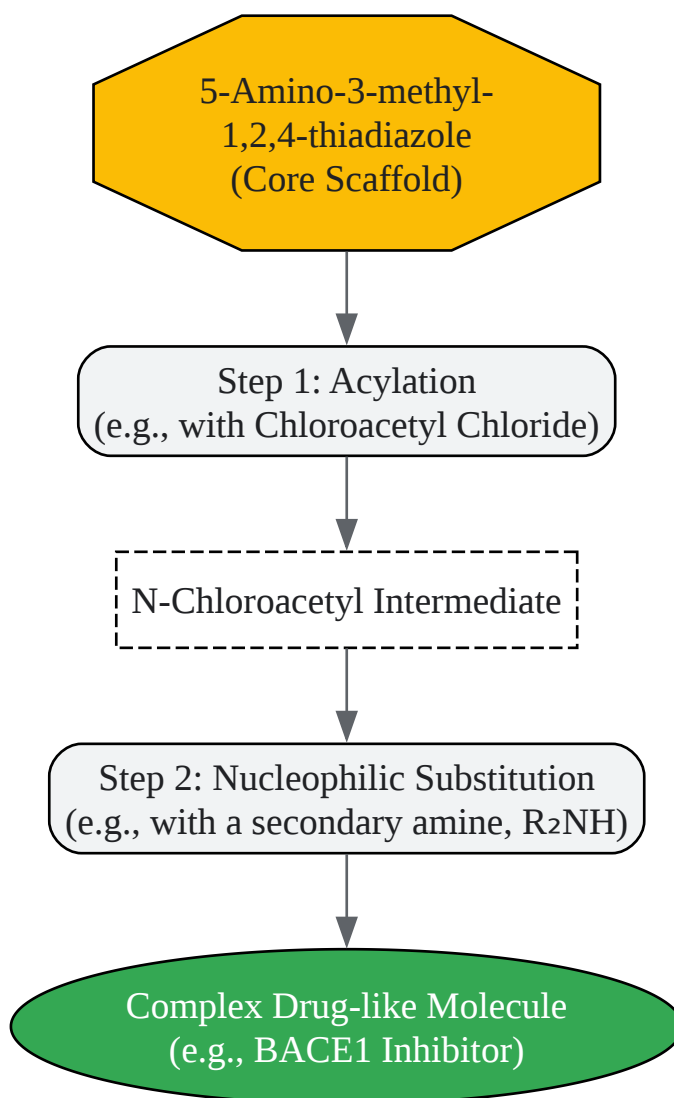 5-Amino-3-methyl-
1,2,4-thiadiazole
(Core Scaffold)
Step 1: Acylation
(e.g., with Chloroacetyl Chloride)
N-Chloroacetyl Intermediate
Step 2: Nucleophilic Substitution
(e.g., with a secondary amine, R₂NH)
Complex Drug-like Molecule
(e.g., BACE1 Inhibitor)